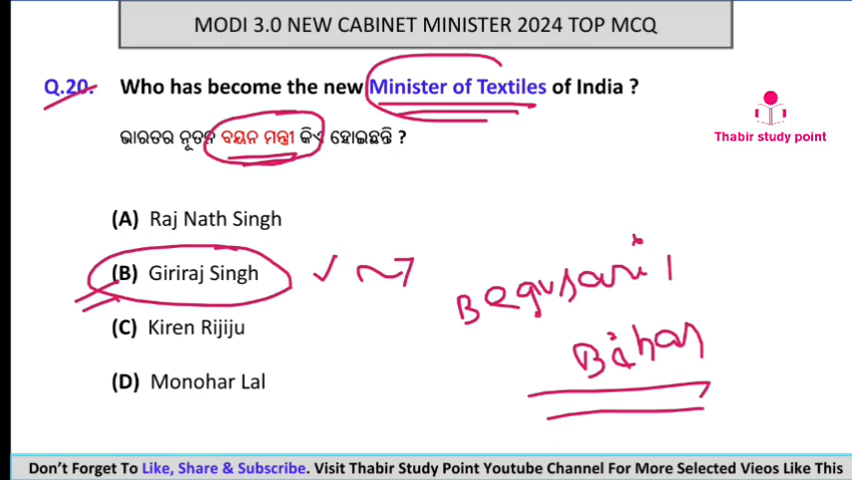 MODI 3.0 NEW CABINET MINISTER 2024 TOP MCQ
Q.20. Who has become the new Minister of Textiles of India ?
ଭାରତର ନୂତନ ବୟନ ମନ୍ତ୍ରୀ କିଏ ହୋଇଛନ୍ତି ?
Thabir study point
(A) Raj Nath Singh
(B) Giriraj Singh
Begusarai
(C) Kiren Rijiju
Bihar
(D) Monohar Lal
Don't Forget To Like, Share & Subscribe. Visit Thabir Study Point Youtube Channel For More Selected Vieos Like This